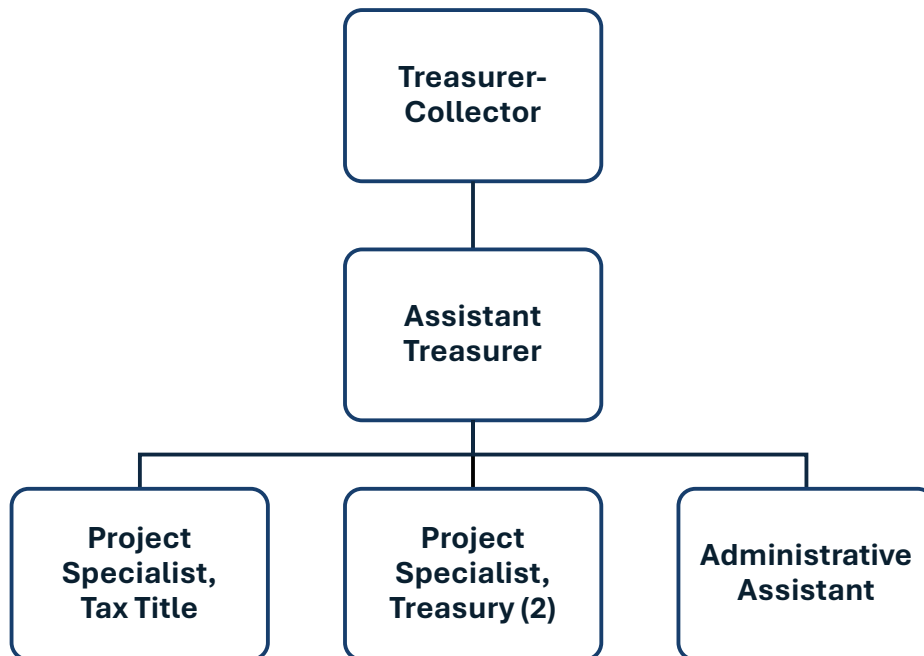 Treasurer-
Collector
Assistant
Treasurer
Project
Specialist,
Tax Title
Project
Specialist,
Treasury (2)
Administrative
Assistant